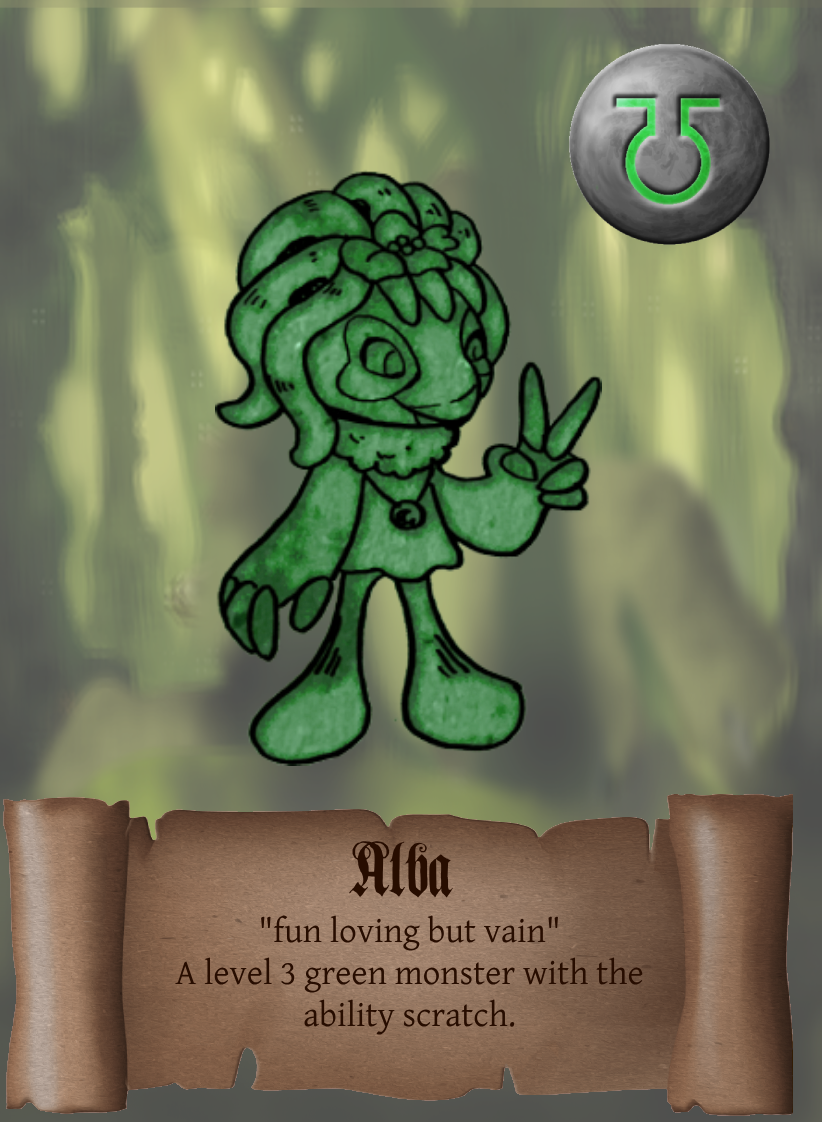 Alba
"fun loving but vain"
A level 3 green monster with the
ability scratch.